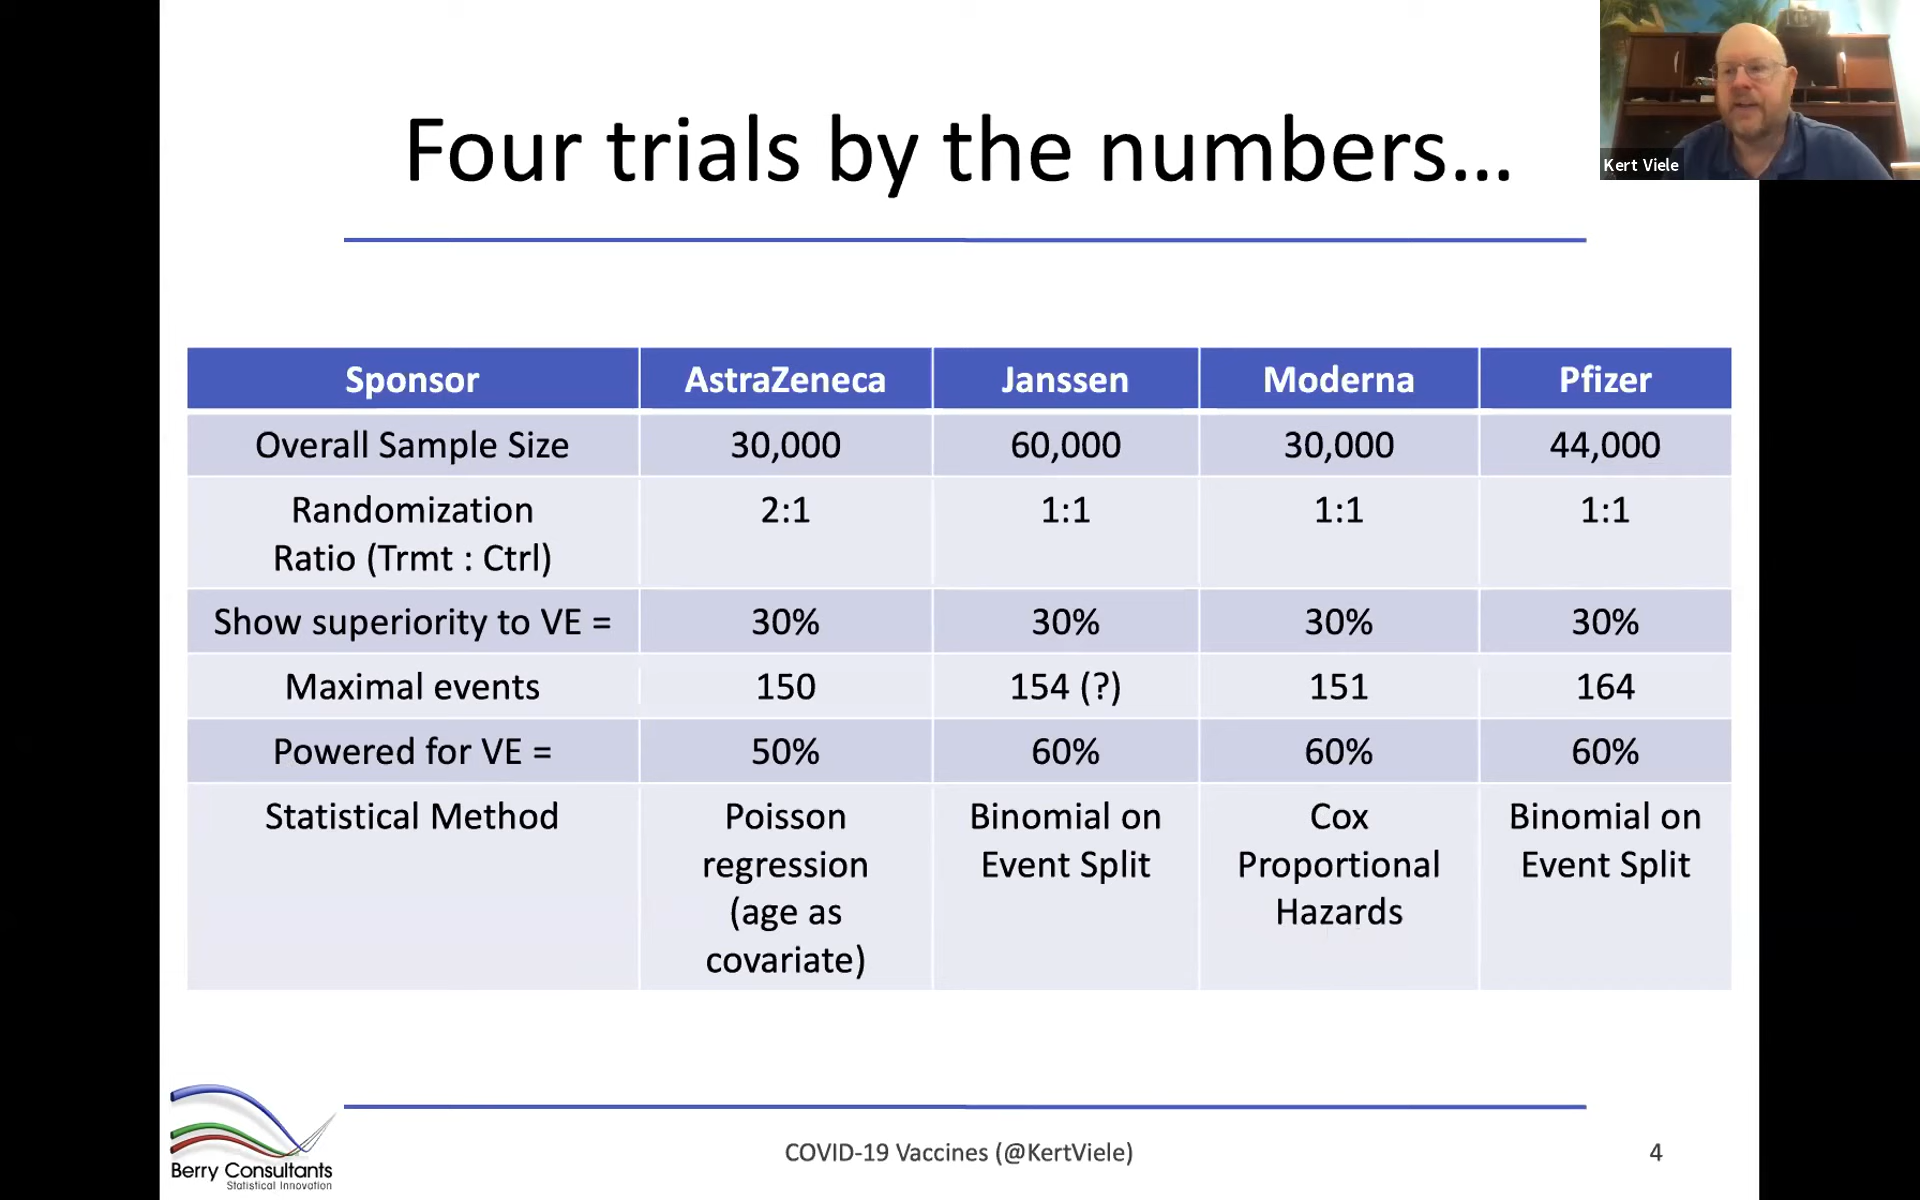 Four trials by the numbers...
Kert Viele
Sponsor AstraZeneca Janssen Moderna Pfizer
Overall Sample Size 30,000 60,000 30,000 44,000
Randomization 2:1 1:1 1:1 1:1
Ratio (Trmt : Ctrl)
Show superiority to VE = 30% 30% 30% 30%
Maximal events 150 154 (?) 151 164
Powered for VE = 50% 60% 60% 60%
Statistical Method Poisson Binomial on Cox Binomial on
regression Event Split Proportional Event Split
(age as Hazards
covariate)
Berry Consultants
Statistical Innovation
COVID-19 Vaccines (@KertViele)
4